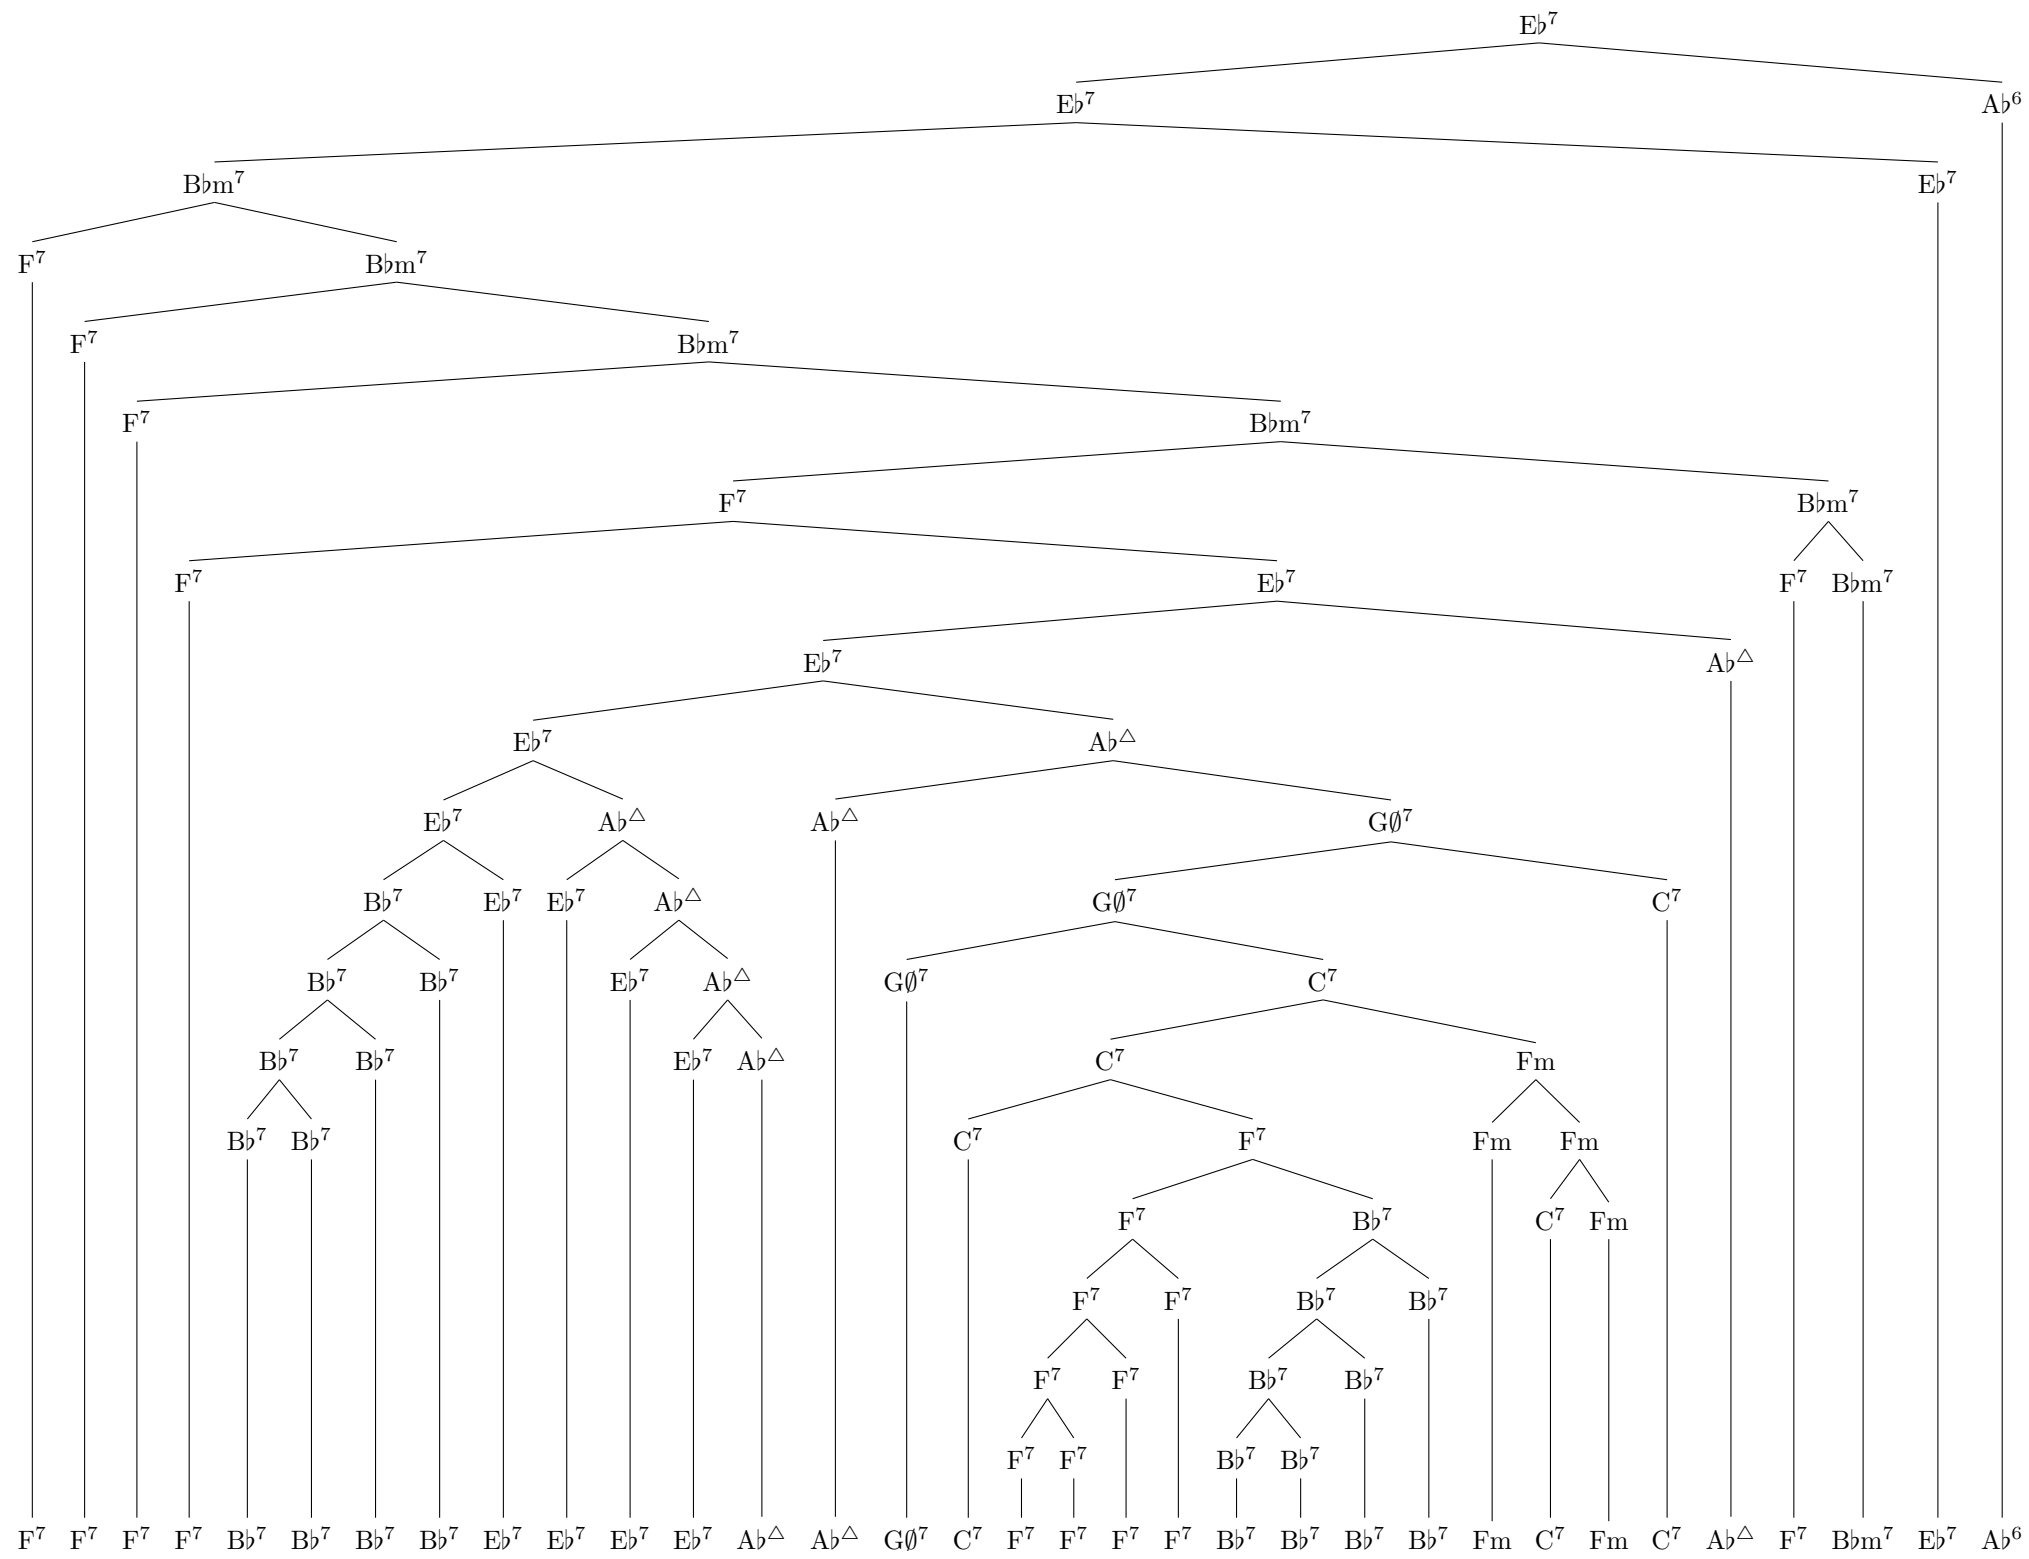 E♭⁷
E♭⁷ A♭⁶
B♭m⁷ E♭⁷
F⁷ B♭m⁷
F⁷ B♭m⁷
F⁷ B♭m⁷
F⁷ B♭m⁷
F⁷ E♭⁷ F⁷ B♭m⁷
E♭⁷ A♭△
E♭⁷ A♭△
E♭⁷ A♭△ A♭△ G∅⁷
B♭⁷ E♭⁷ E♭⁷ A♭△ G∅⁷ C⁷
B♭⁷ B♭⁷ E♭⁷ A♭△ G∅⁷ C⁷
B♭⁷ B♭⁷ E♭⁷ A♭△ C⁷ Fm
B♭⁷ B♭⁷ C⁷ F⁷ Fm Fm
F⁷ B♭⁷ C⁷ Fm
F⁷ F⁷ B♭⁷ B♭⁷
F⁷ F⁷ B♭⁷ B♭⁷
F⁷ F⁷ B♭⁷ B♭⁷
F⁷ F⁷ F⁷ F⁷ B♭⁷ B♭⁷ B♭⁷ B♭⁷ E♭⁷ E♭⁷ E♭⁷ E♭⁷ A♭△ A♭△ G∅⁷ C⁷ F⁷ F⁷ F⁷ F⁷ B♭⁷ B♭⁷ B♭⁷ B♭⁷ Fm C⁷ Fm C⁷ A♭△ F⁷ B♭m⁷ E♭⁷ A♭⁶